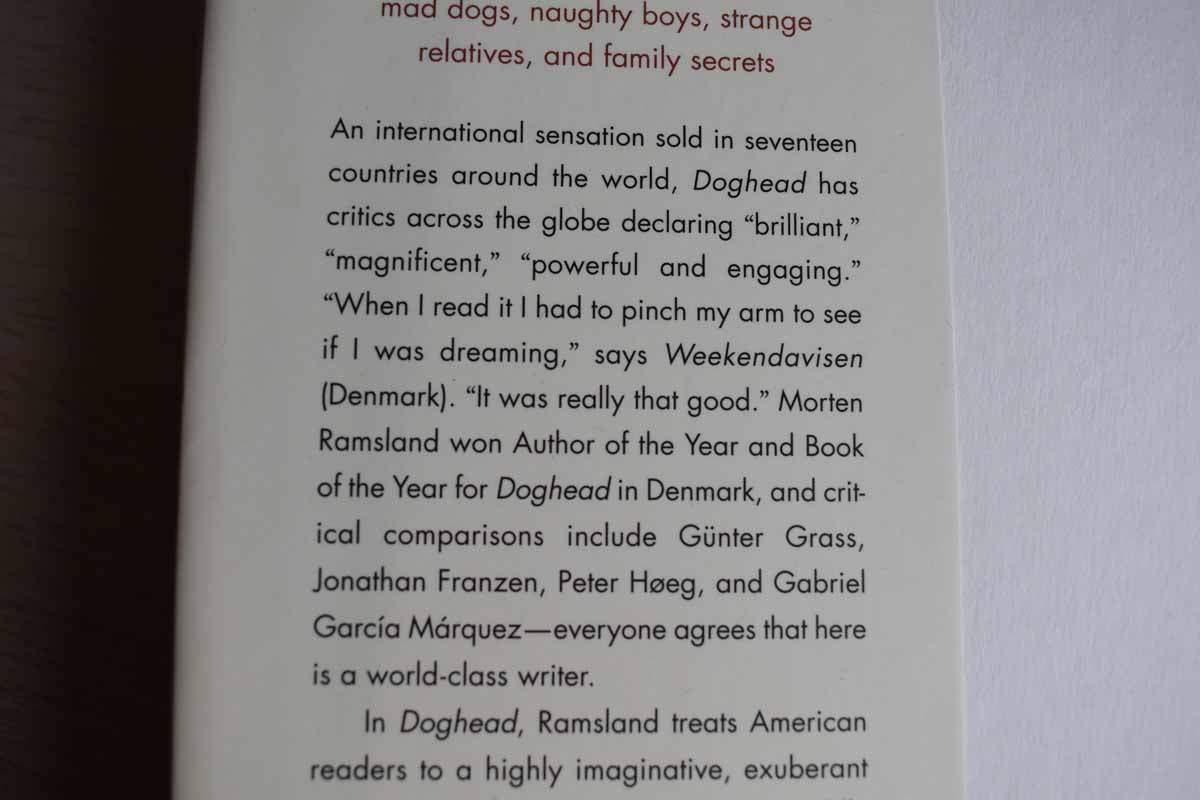 mad dogs, naughty boys, strange
relatives, and family secrets
An international sensation sold in seventeen
countries around the world, Doghead has
critics across the globe declaring “brilliant,”
“magnificent,” “powerful and engaging.”
“When I read it I had to pinch my arm to see
if I was dreaming,” says Weekendavisen
(Denmark). “It was really that good.” Morten
Ramsland won Author of the Year and Book
of the Year for Doghead in Denmark, and crit-
ical comparisons include Günter Grass,
Jonathan Franzen, Peter Høeg, and Gabriel
García Márquez—everyone agrees that here
is a world-class writer.
In Doghead, Ramsland treats American
readers to a highly imaginative, exuberant